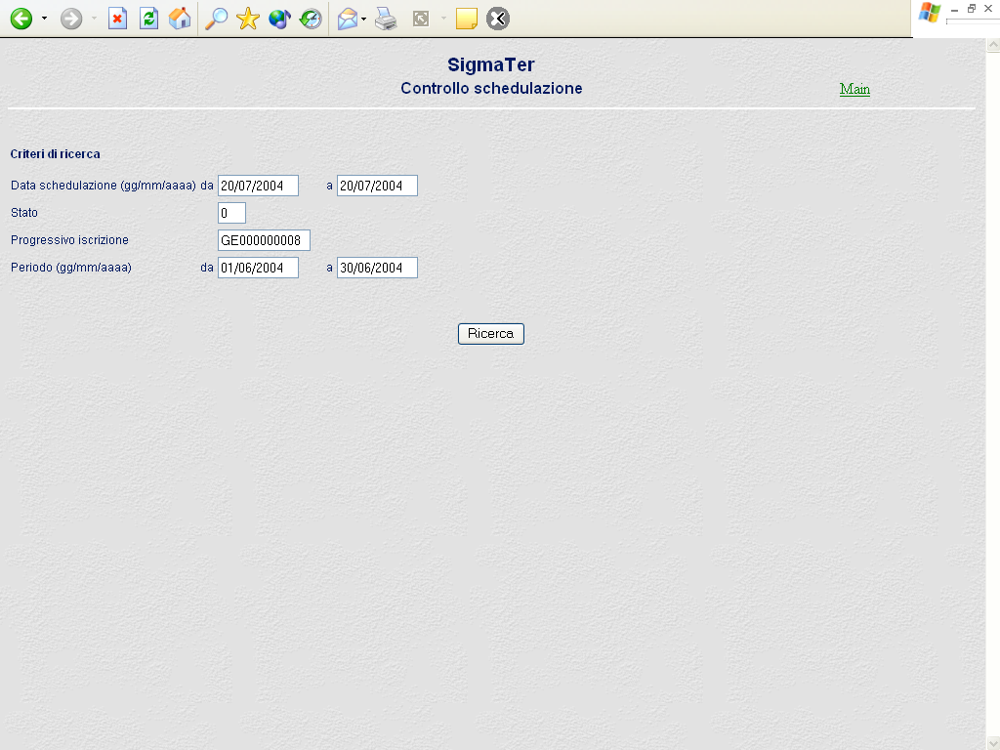 SigmaTer
Controllo schedulazione
Main
Criteri di ricerca
Data schedulazione (gg/mm/aaaa) da 20/07/2004 a 20/07/2004
Stato 0
Progressivo iscrizione GE000000008
Periodo (gg/mm/aaaa) da 01/06/2004 a 30/06/2004
Ricerca